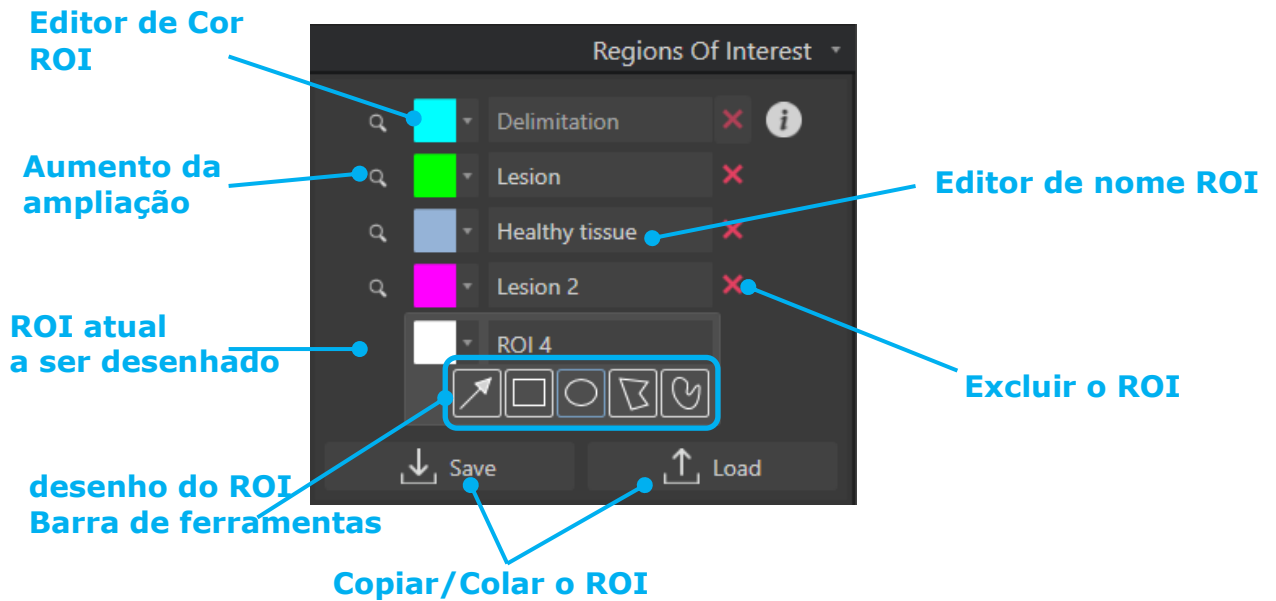 Editor de Cor
ROI
Regions Of Interest
Delimitation
i
Aumento da
ampliação
Lesion
Editor de nome ROI
Healthy tissue
Lesion 2
ROI atual
a ser desenhado
ROI 4
Excluir o ROI
Save
Load
desenho do ROI
Barra de ferramentas
Copiar/Colar o ROI